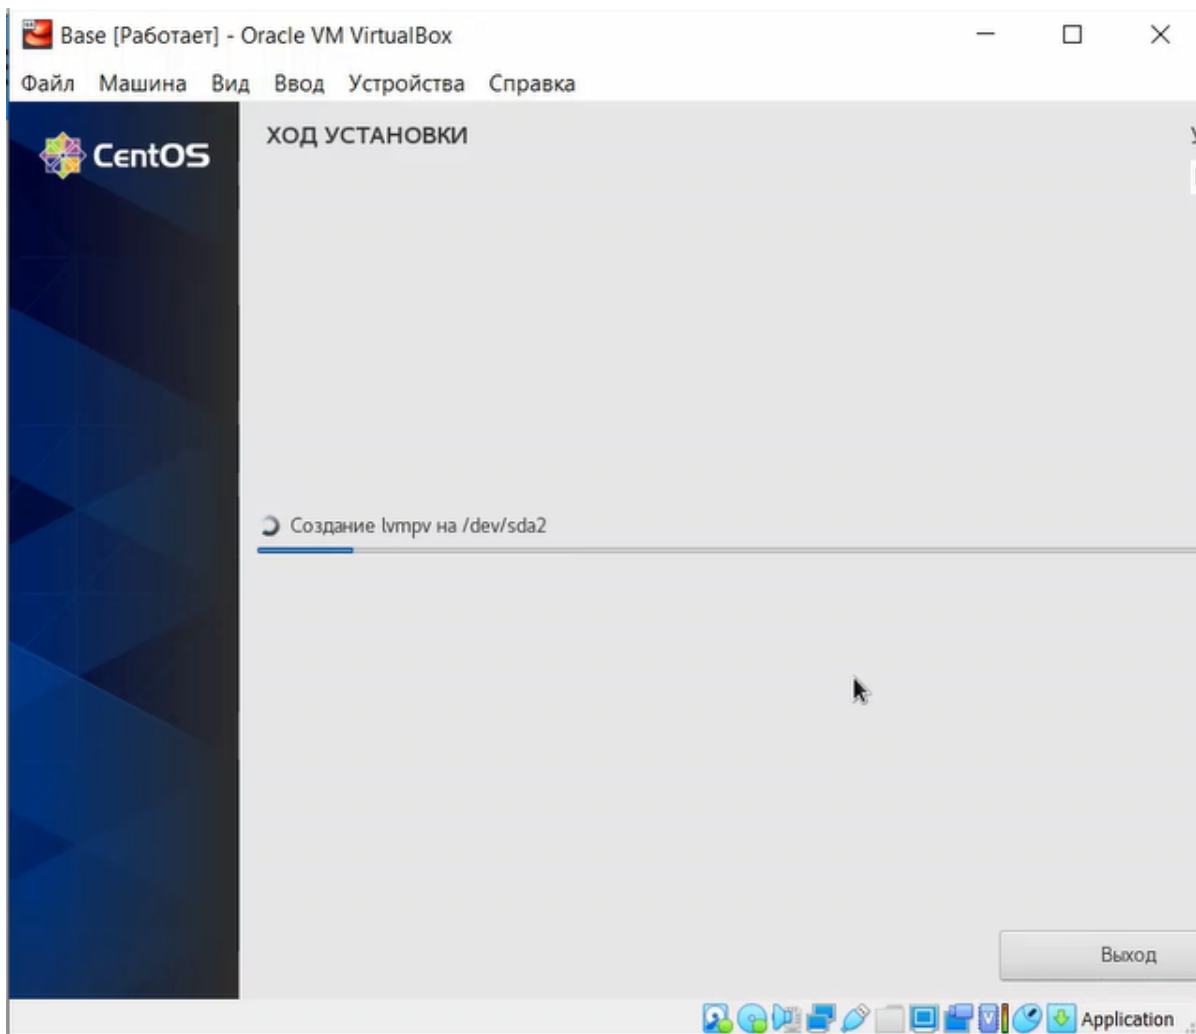 Base [Работает] - Oracle VM VirtualBox
Файл Машина Вид Ввод Устройства Справка
CentOS
ХОД УСТАНОВКИ
Создание lvmpv на /dev/sda2
Выход
Application